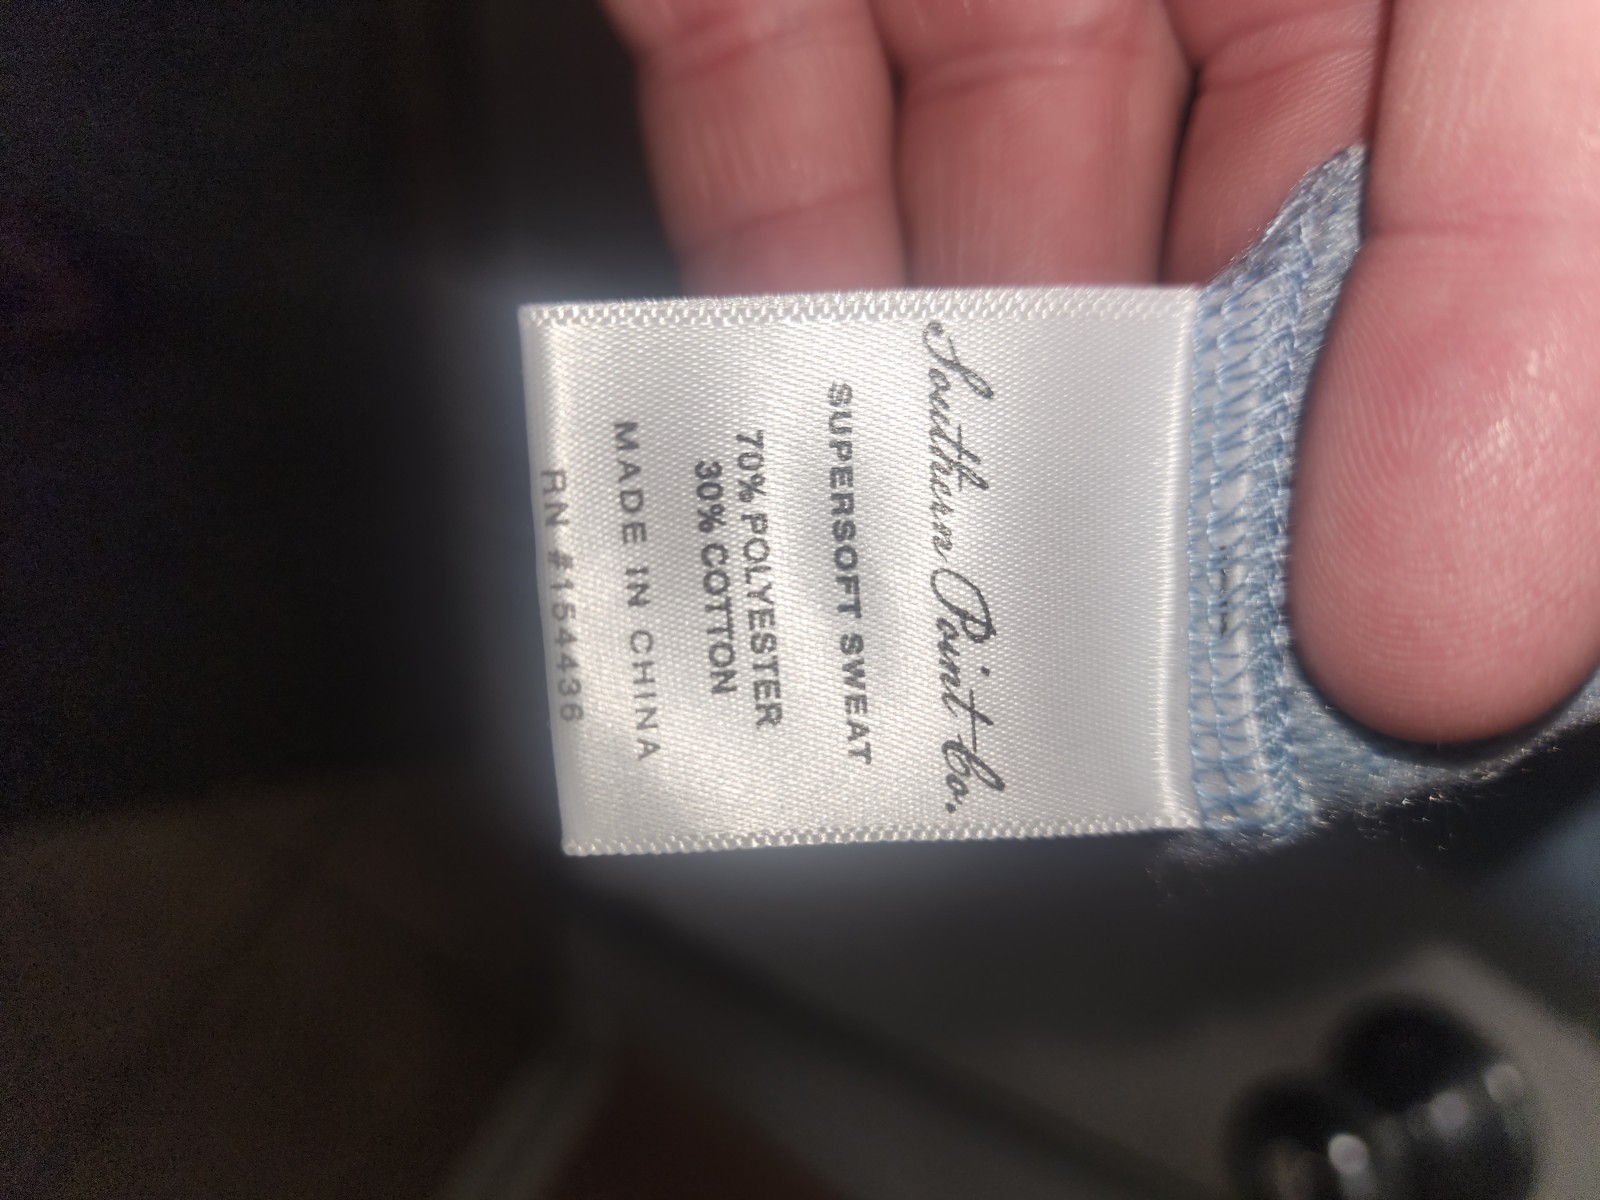 Southern Point Co.
SUPERSOFT SWEAT
70% POLYESTER
30% COTTON
MADE IN CHINA
RN #154436